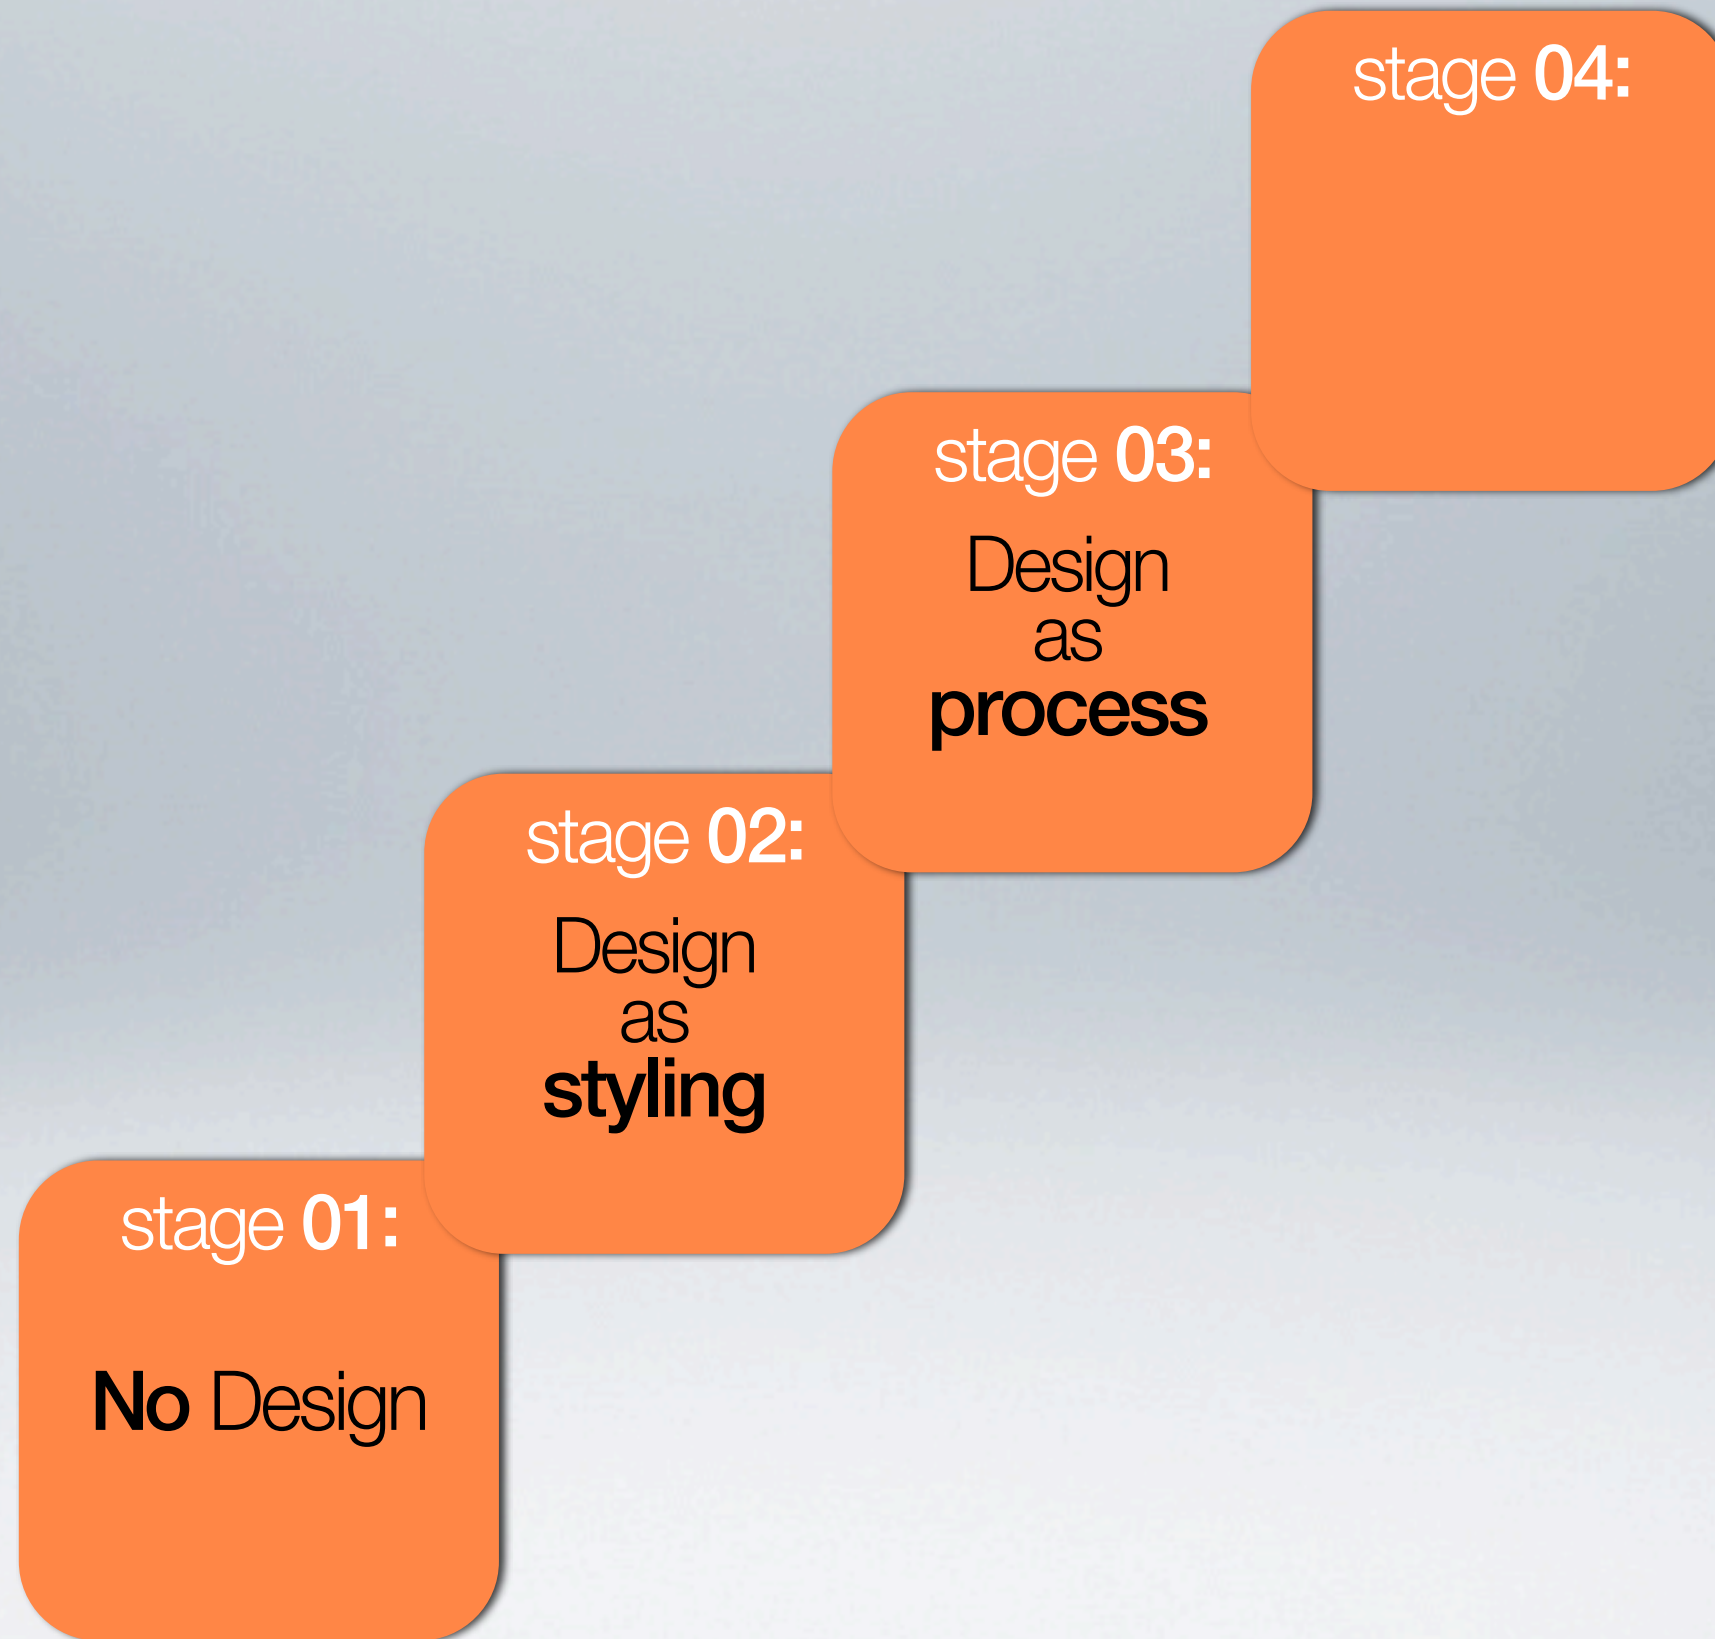 stage 04:
stage 03:
Design
as
process
stage 02:
Design
as
styling
stage 01:
No Design